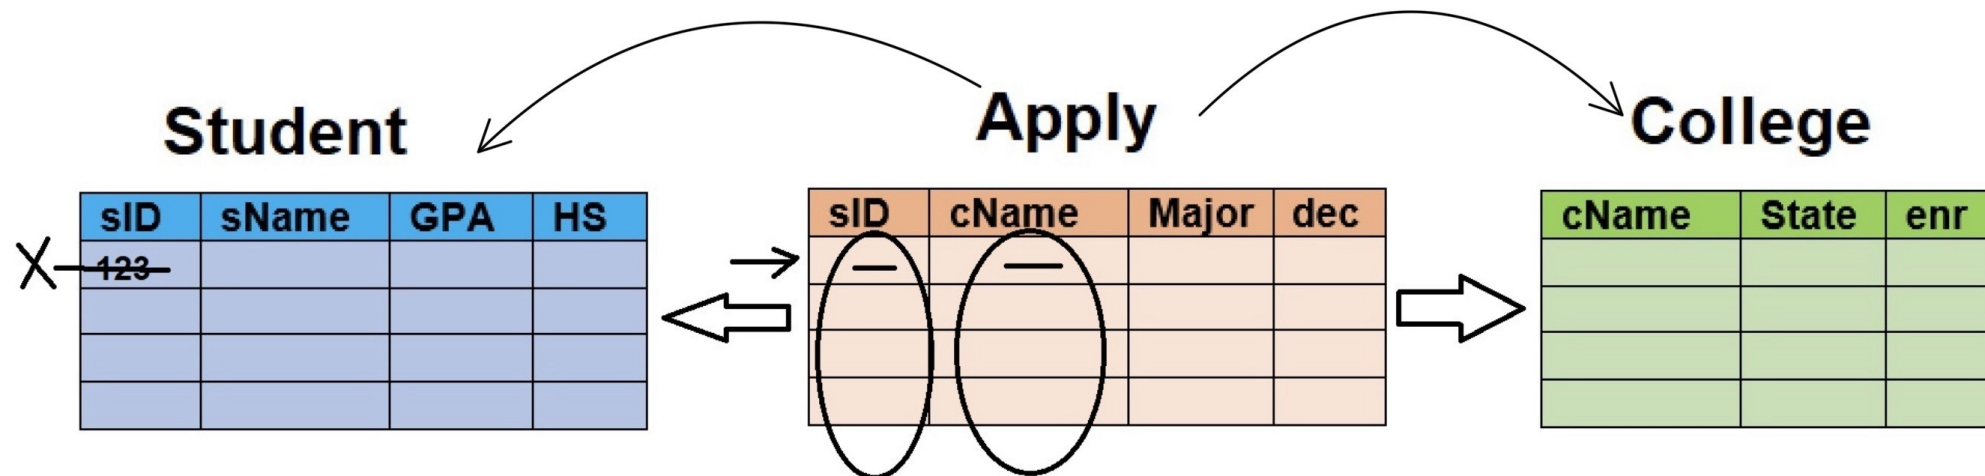 Student Apply College
sID sName GPA HS sID cName Major dec cName State enr
X 123